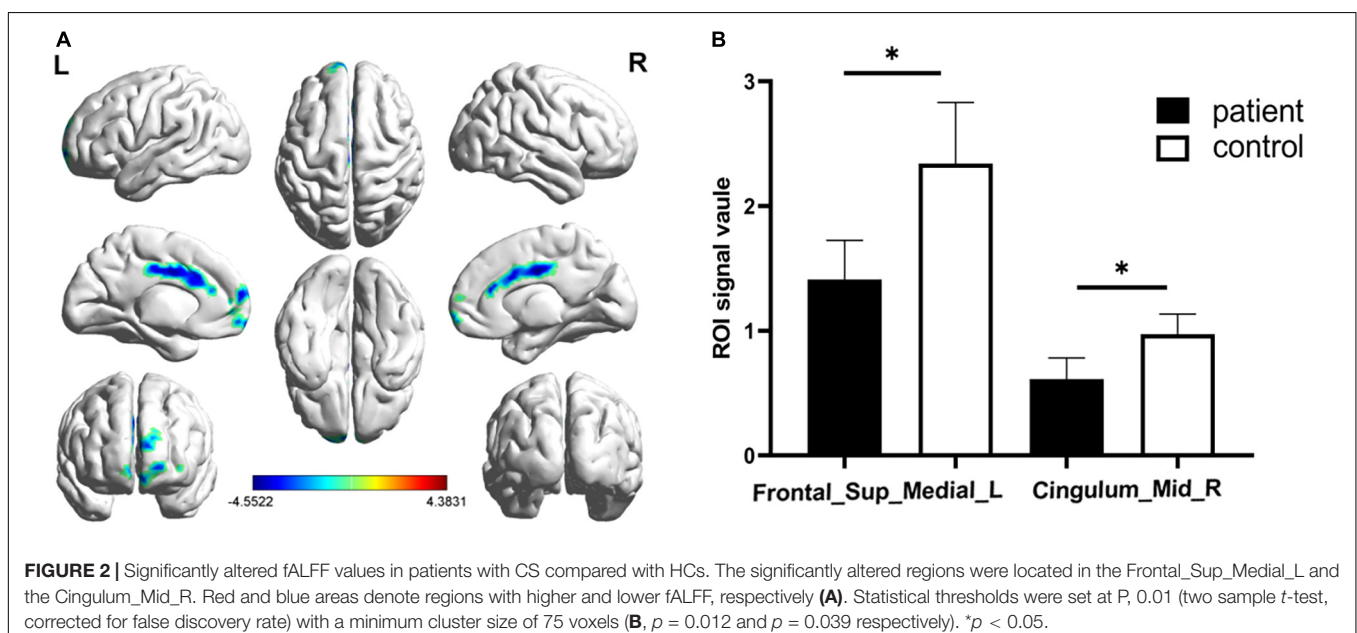 A
L
R
-4.5522
4.3831
B
*
3
patient
control
2
*
ROI signal vaule
1
0
Frontal_Sup_Medial_L
Cingulum_Mid_R
FIGURE 2 | Significantly altered fALFF values in patients with CS compared with HCs. The significantly altered regions were located in the Frontal_Sup_Medial_L and
the Cingulum_Mid_R. Red and blue areas denote regions with higher and lower fALFF, respectively (A). Statistical thresholds were set at P, 0.01 (two sample t-test,
corrected for false discovery rate) with a minimum cluster size of 75 voxels (B, p = 0.012 and p = 0.039 respectively). *p < 0.05.